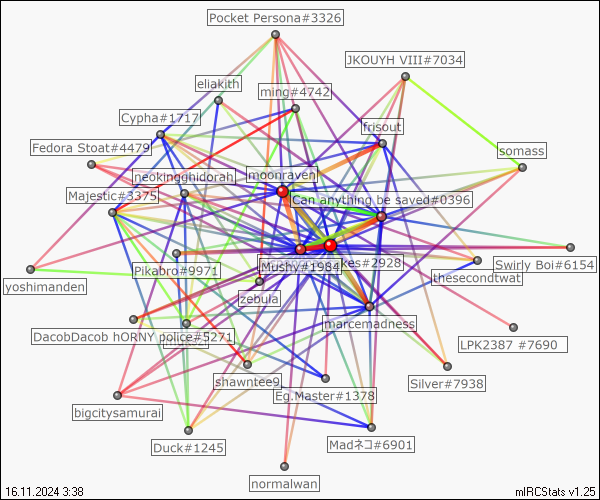 Pocket Persona#3326
JKOUYH VIII#7034
eliakith
ming#4742
Cypha#1717
frisout
Fedora Stoat#4479
somass
neokingghidorah
moonraven
Majestic#3375
Can anything be saved#0396
Pikabro#9971
Mushy#1984
kes#2928
Swirly Boi#6154
thesecondtwat
yoshimanden
zebula
marcemadness
DacobDacob hORNY police#5271
LPK2387 #7690
shawntee9
Silver#7938
Eg.Master#1378
bigcitysamurai
Duck#1245
Madネコ#6901
normalwan
16.11.2024 3:38
mIRCStats v1.25